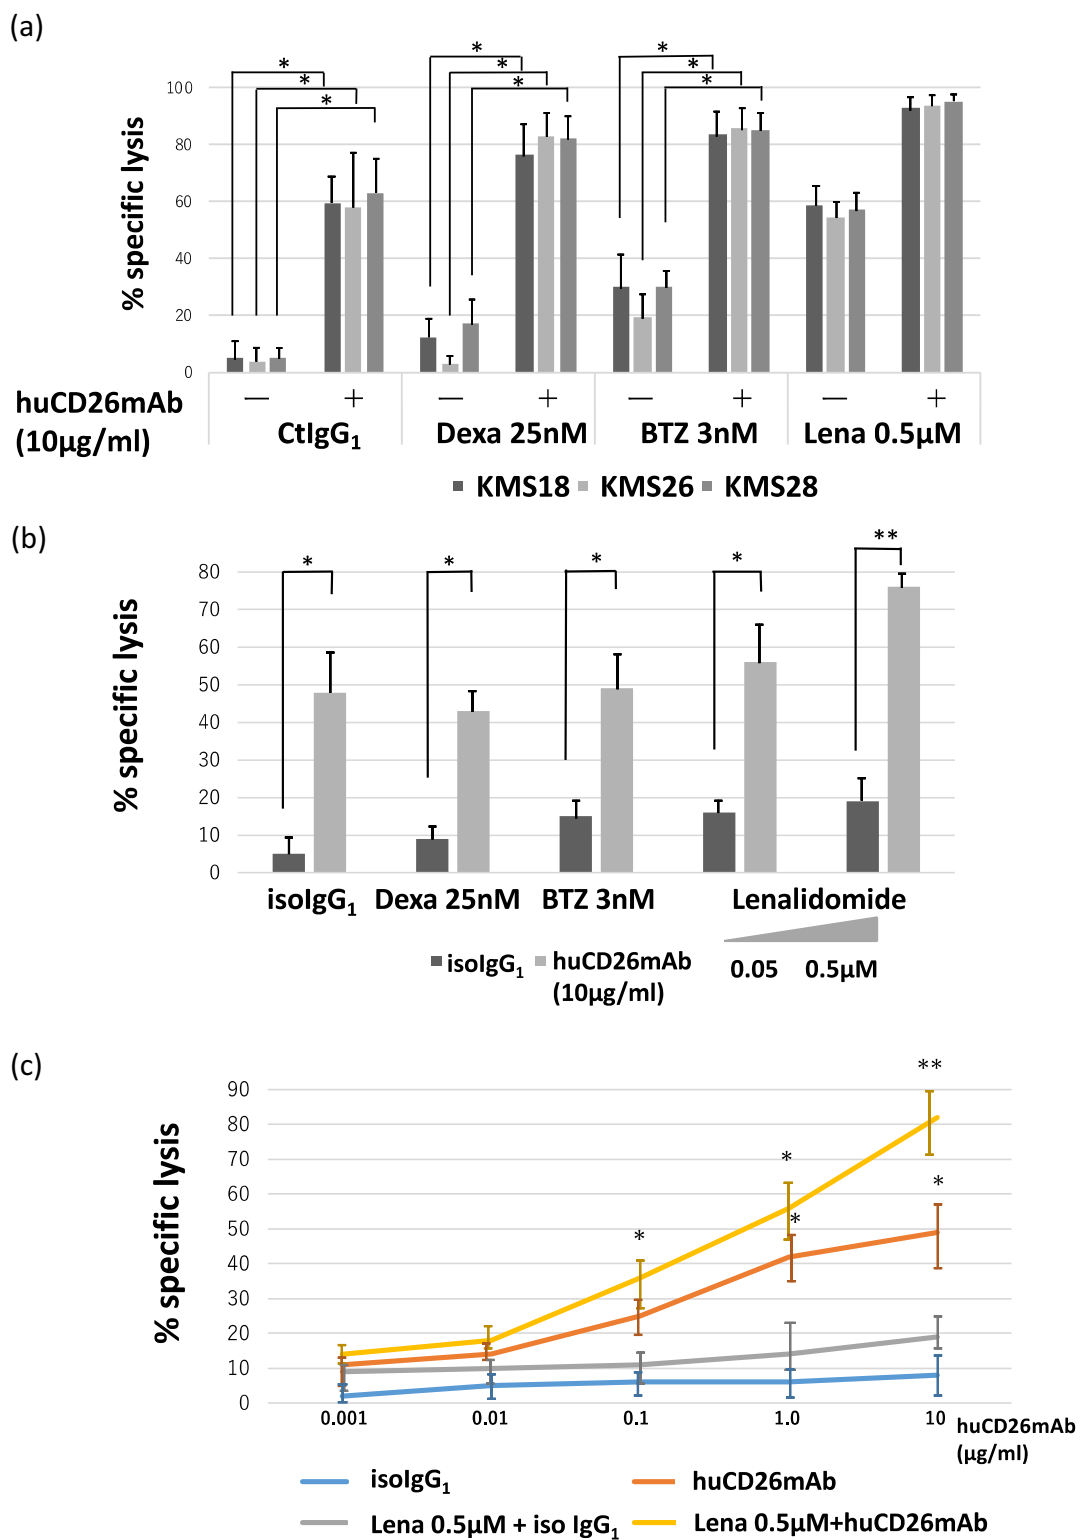 (a)
* * *
* * *
* * *
100
80
60
40
20
0
% specific lysis
huCD26mAb
(10μg/ml)
— + — + — + — +
CtlgG1 Dexa 25nM BTZ 3nM Lena 0.5μM
KMS18 KMS26 KMS28
(b)
* * * * **
80
70
60
50
40
30
20
10
0
% specific lysis
isoIgG1 Dexa 25nM BTZ 3nM Lenalidomide
0.05 0.5μM
isoIgG1 huCD26mAb
(10μg/ml)
(c)
90
80
70
60
50
40
30
20
10
0
% specific lysis
**
*
*
*
*
0.001 0.01 0.1 1.0 10
huCD26mAb
(μg/ml)
isoIgG1 huCD26mAb
Lena 0.5μM + iso IgG1 Lena 0.5μM+huCD26mAb